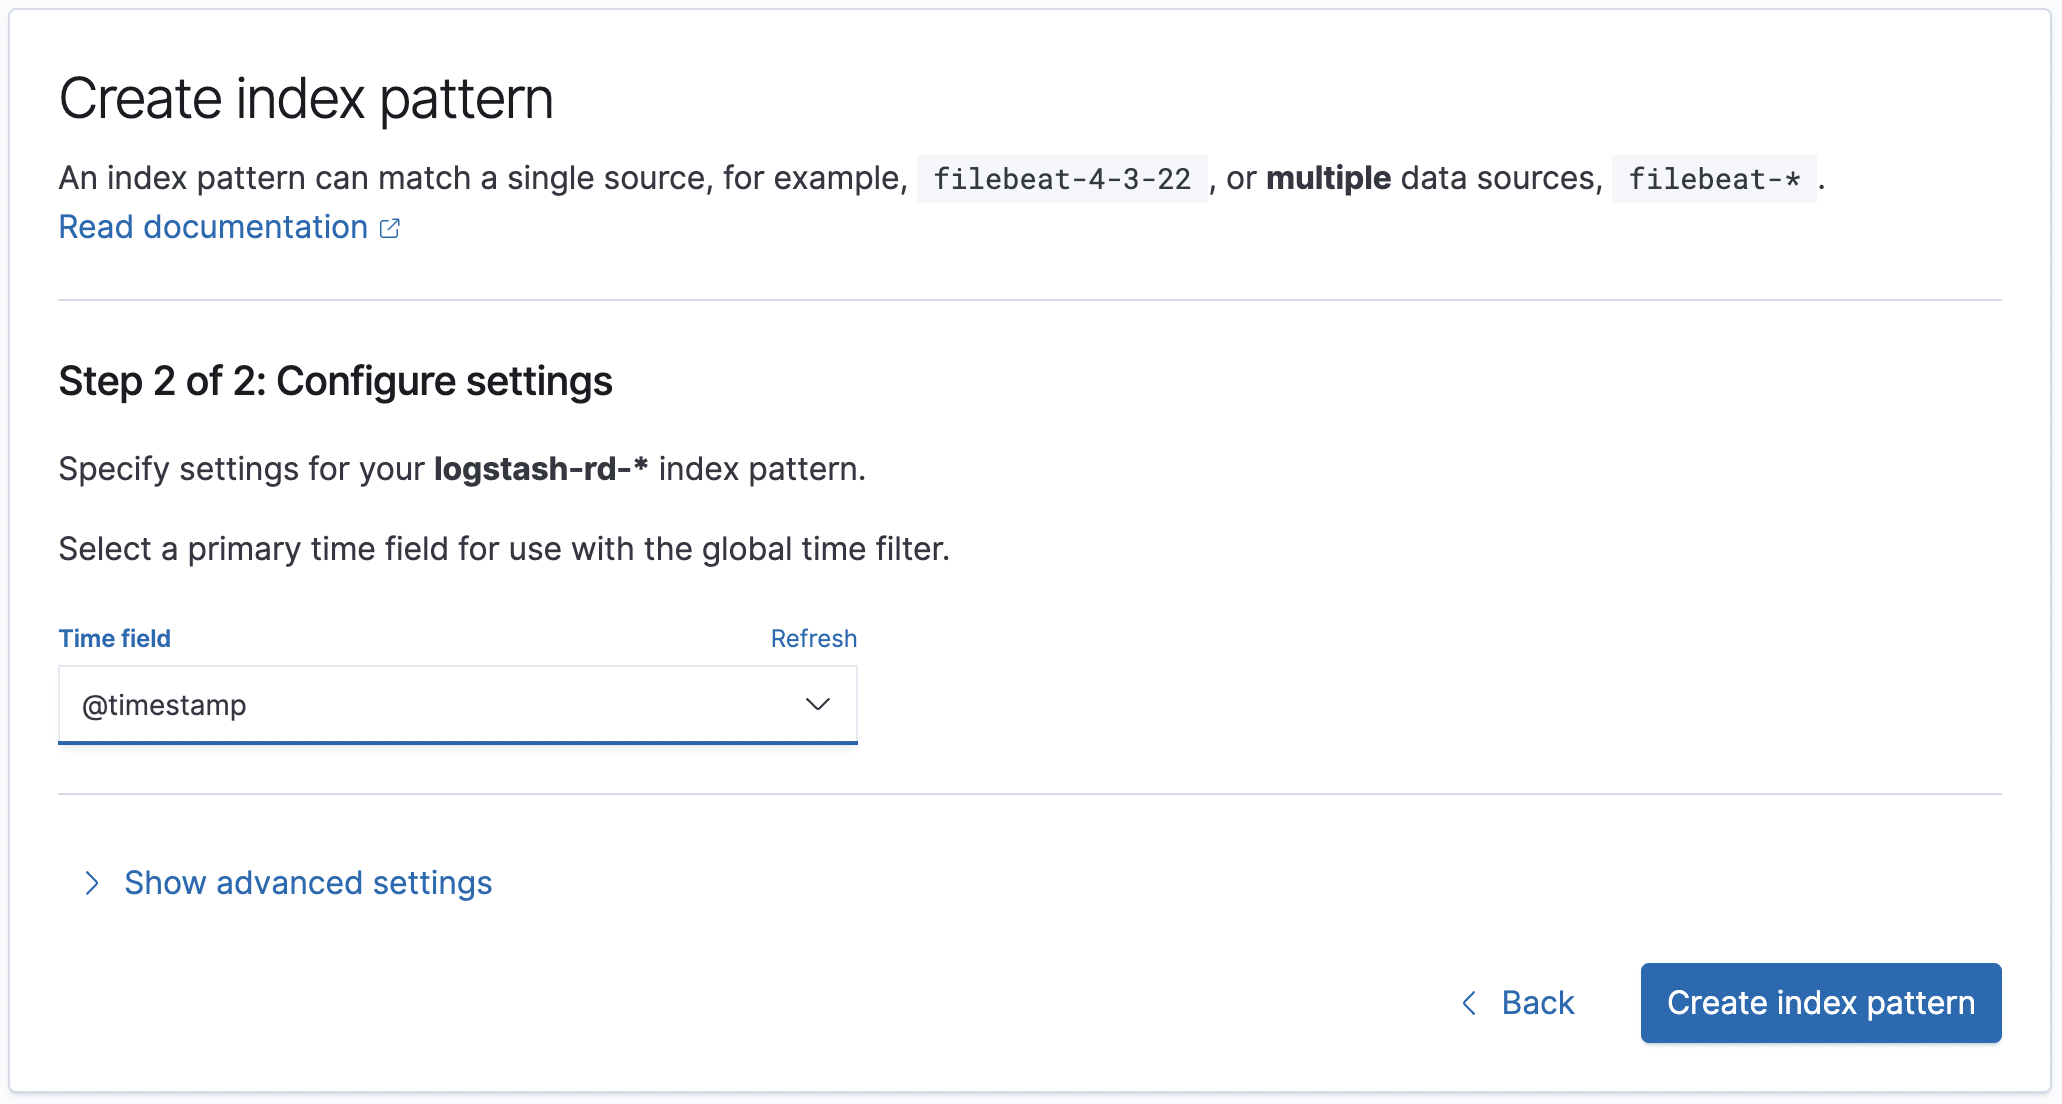 Create index pattern
An index pattern can match a single source, for example, filebeat-4-3-22 , or multiple data sources, filebeat-* .
Read documentation
Step 2 of 2: Configure settings
Specify settings for your logstash-rd-* index pattern.
Select a primary time field for use with the global time filter.
Time field Refresh
@timestamp
Show advanced settings
Back Create index pattern